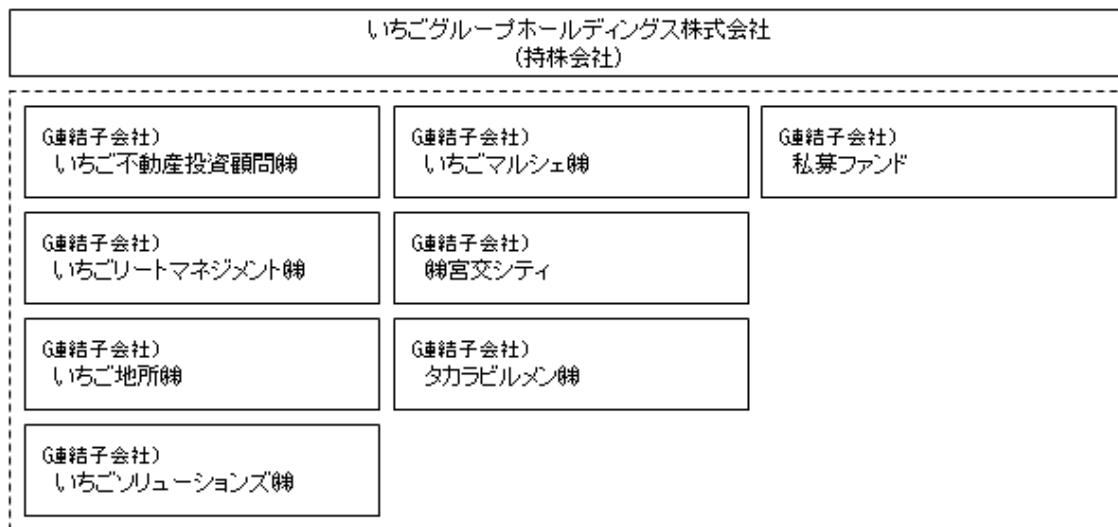 いちごグループホールディングス株式会社
(持株会社)
(連結子会社)
いちご不動産投資顧問㈱
(連結子会社)
いちごマルシェ㈱
(連結子会社)
私募ファンド
(連結子会社)
いちごリートマネジメント㈱
(連結子会社)
㈱宮交シティ
(連結子会社)
いちご地所㈱
(連結子会社)
タカラビルメン㈱
(連結子会社)
いちごソリューションズ㈱